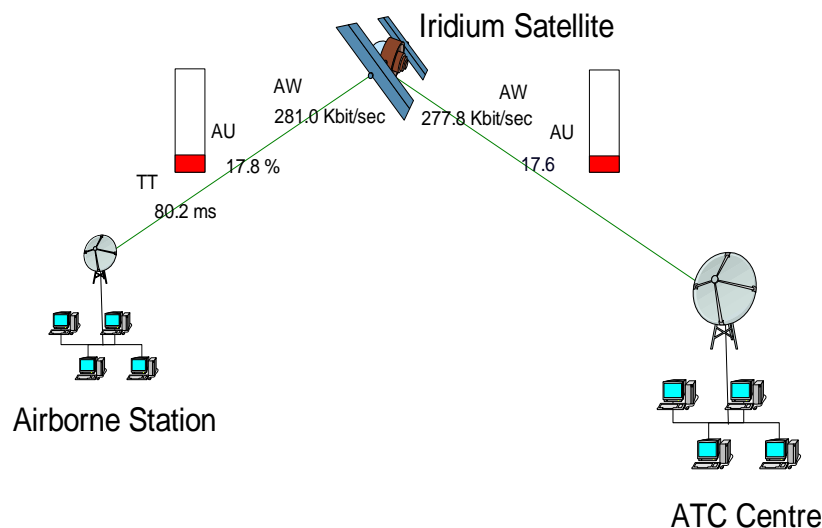 Iridium Satellite
AW
281.0 Kbit/sec
AU
17.8 %
TT
80.2 ms
AW
277.8 Kbit/sec
AU
17.6
Airborne Station
ATC Centre